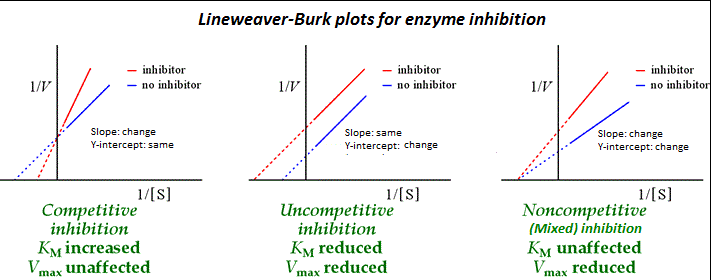 Lineweaver-Burk plots for enzyme inhibition
1/V
inhibitor
no inhibitor
Slope: change
Y-intercept: same
1/[S]
Competitive
inhibition
KM increased
Vmax unaffected
1/V
inhibitor
no inhibitor
Slope: same
Y-intercept: change
1/[S]
Uncompetitive
inhibition
KM reduced
Vmax reduced
1/V
inhibitor
no inhibitor
Slope: change
Y-intercept: change
1/[S]
Noncompetitive
(Mixed) inhibition
KM unaffected
Vmax reduced